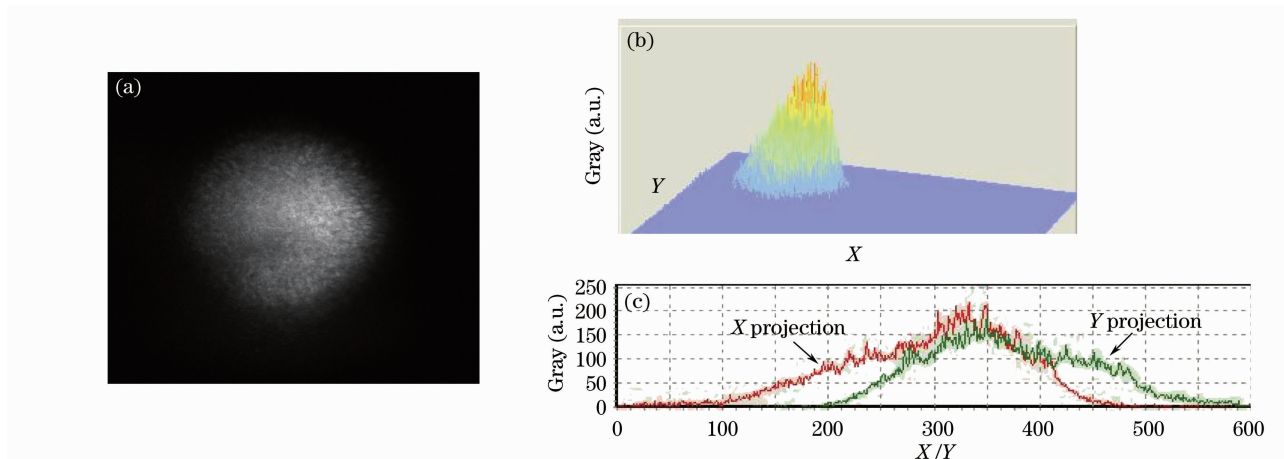 (a)
(b)
Gray (a.u.)
Y
X
(c)
Gray (a.u.)
250
200
150
100
50
0
X projection
Y projection
0 100 200 300 400 500 600
X/Y